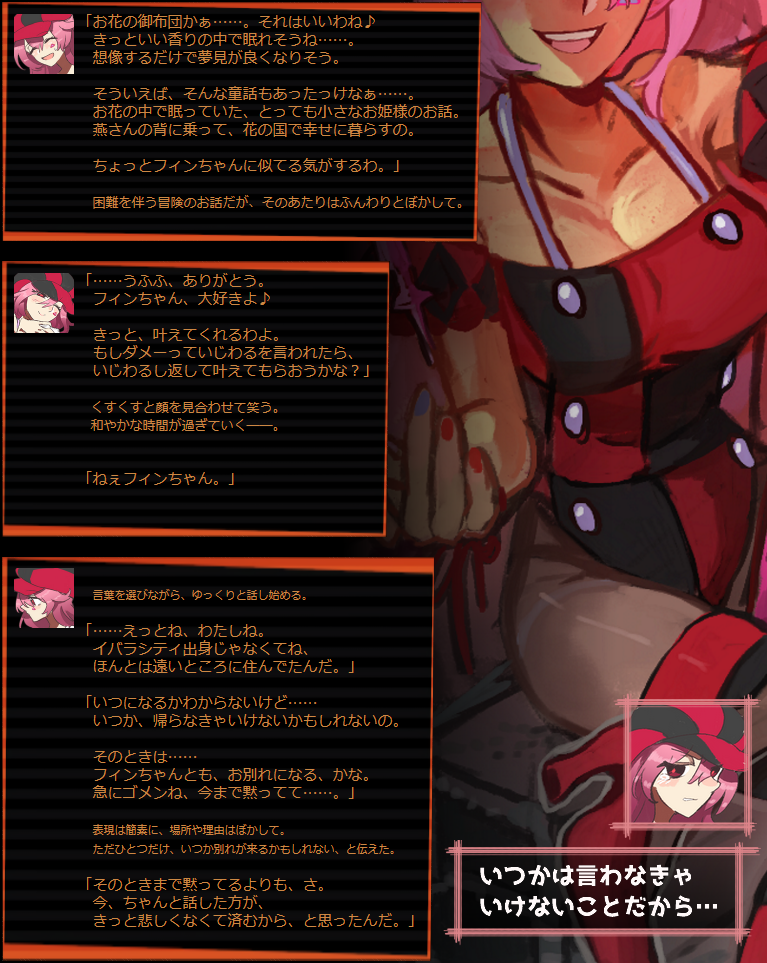 「お花の御布団かぁ……。それはいいわね♪
きっといい香りの中で眠れそうね……。
想像するだけで夢見が良くなりそう。
そういえば、そんな童話もあったっけなぁ……。
お花の中で眠っていた、とっても小さなお姫様のお話。
燕さんの背に乗って、花の国で幸せに暮らすの。
ちょっとフィンちゃんに似てる気がするわ。」
困難を伴う冒険のお話だが、そのあたりはふんわりとぼかして。
「……うふふ、ありがとう。
フィンちゃん、大好きよ♪
きっと、叶えてくれるわよ。
もしダメーっていじわるを言われたら、
いじわるし返して叶えてもらおうかな？」
くすくすと顔を見合わせて笑う。
和やかな時間が過ぎていく――。
「ねぇフィンちゃん。」
言葉を選びながら、ゆっくりと話し始める。
「……えっとね、わたしね。
イバラシティ出身じゃなくてね、
ほんとは遠いところに住んでたんだ。」
「いつになるかわからないけど……
いつか、帰らなきゃいけないかもしれないの。
そのときは……
フィンちゃんとも、お別れになる、かな。
急にゴメンね、今まで黙ってて……。」
表現は簡素に、場所や理由はぼかして。
ただひとつだけ、いつか別れが来るかもしれない、と伝えた。
「そのときまで黙ってるよりも、さ。
今、ちゃんと話した方が、
きっと悲しくなくて済むから、と思ったんだ。」
いつかは言わなきゃ
いけないことだから…